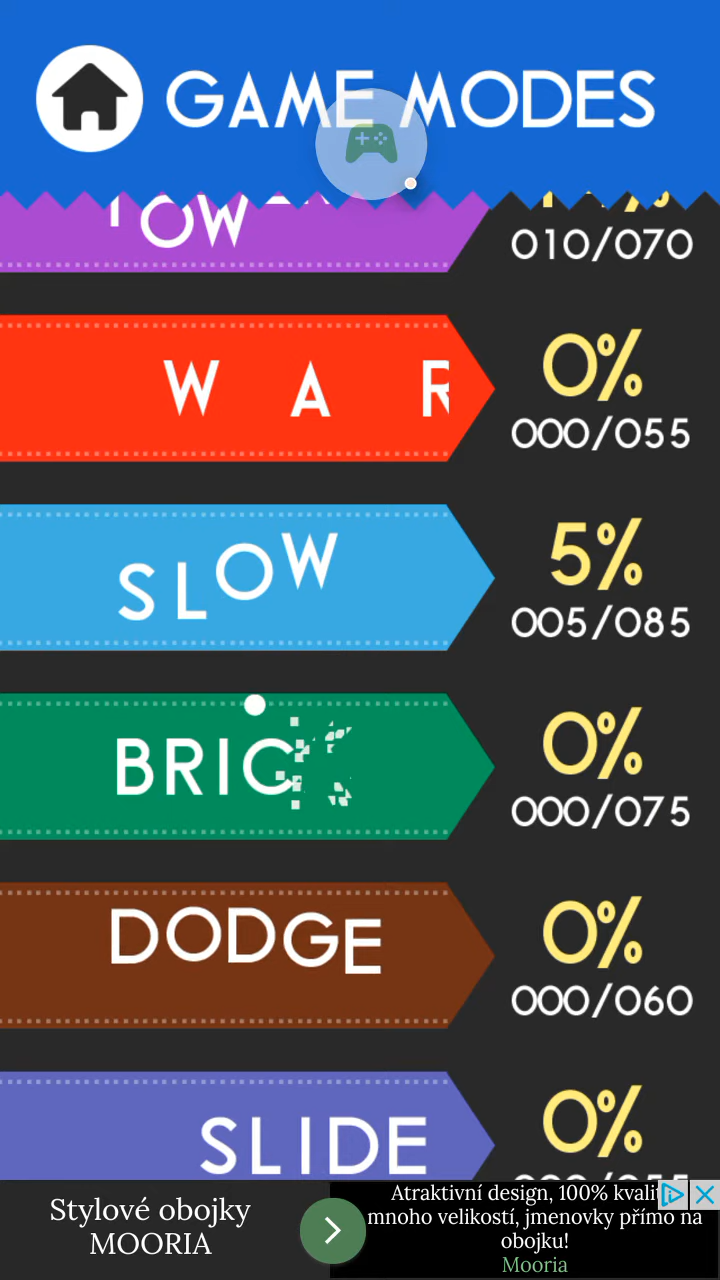 GAME MODES
010/070
W A R
0%
000/055
SLOW
5%
005/085
BRIC
0%
000/075
DODGE
0%
000/060
SLIDE
0%
Stylové obojky
MOORIA
Atraktivní design, 100% kvalit
mnoho velikostí, jmenovky přímo na
obojku!
Mooria